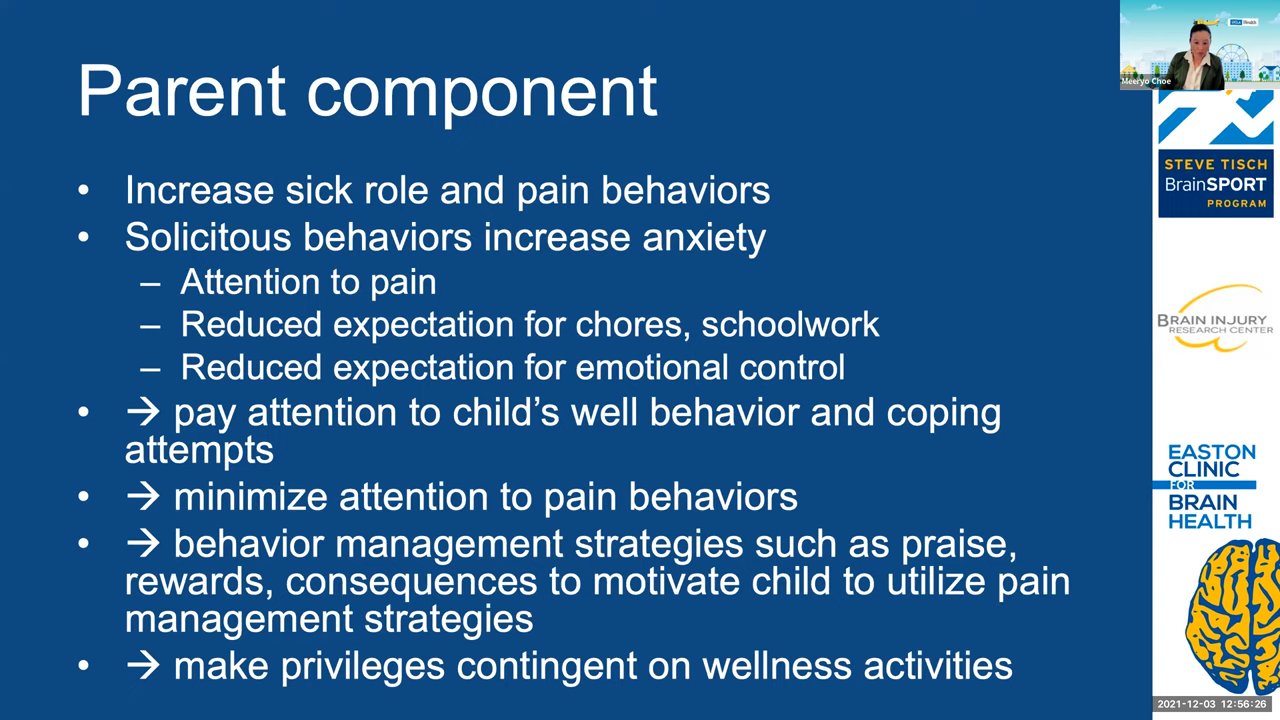 Parent component
• Increase sick role and pain behaviors
• Solicitous behaviors increase anxiety
– Attention to pain
– Reduced expectation for chores, schoolwork
– Reduced expectation for emotional control
• → pay attention to child’s well behavior and coping
attempts
• → minimize attention to pain behaviors
• → behavior management strategies such as praise,
rewards, consequences to motivate child to utilize pain
management strategies
• → make privileges contingent on wellness activities
Meeryo Choe
STEVE TISCH
BrainSPORT
PROGRAM
BRAIN INJURY
RESEARCH CENTER
EASTON
CLINIC
FOR
BRAIN
HEALTH
2021-12-03 12:56:26